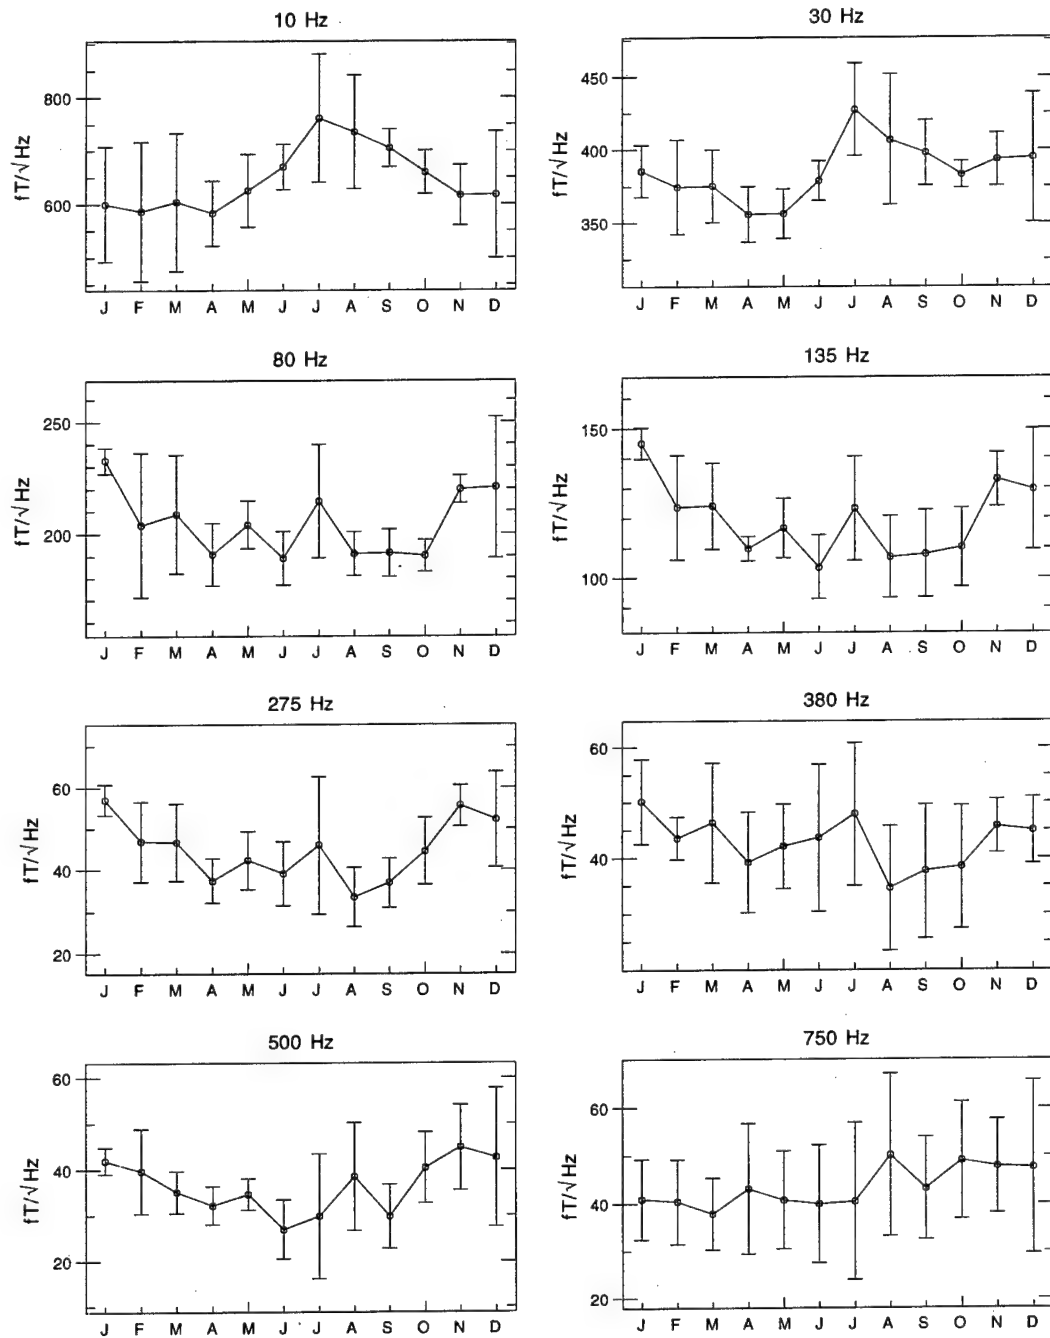 10 Hz
30 Hz
fT/√Hz
800
600
J F M A M J J A S O N D
fT/√Hz
450
400
350
J F M A M J J A S O N D
80 Hz
135 Hz
fT/√Hz
250
200
J F M A M J J A S O N D
fT/√Hz
150
100
J F M A M J J A S O N D
275 Hz
380 Hz
fT/√Hz
60
40
20
J F M A M J J A S O N D
fT/√Hz
60
40
J F M A M J J A S O N D
500 Hz
750 Hz
fT/√Hz
60
40
20
J F M A M J J A S O N D
fT/√Hz
60
40
20
J F M A M J J A S O N D